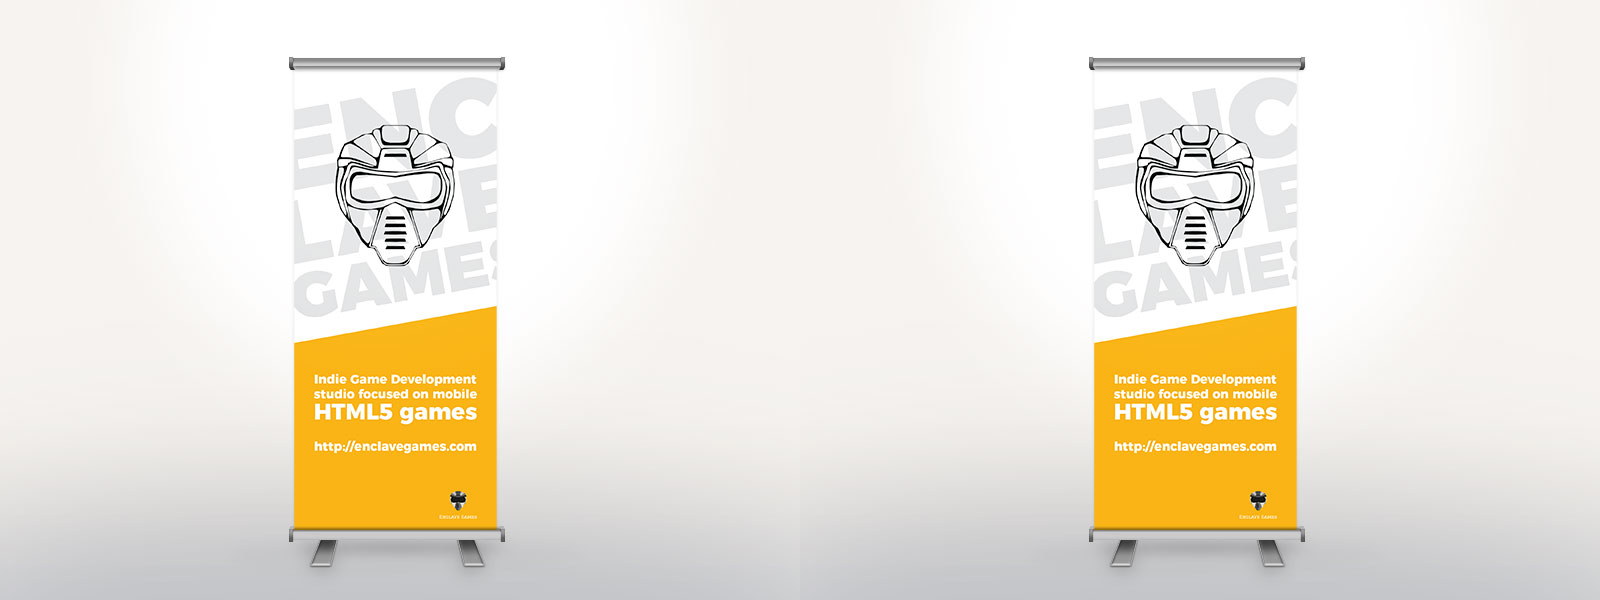 ENC
LAVE
GAMES
Indie Game Development
studio focused on mobile
HTML5 games
http://enclavegames.com
ENCLAVE GAMES
ENC
LAVE
GAMES
Indie Game Development
studio focused on mobile
HTML5 games
http://enclavegames.com
ENCLAVE GAMES